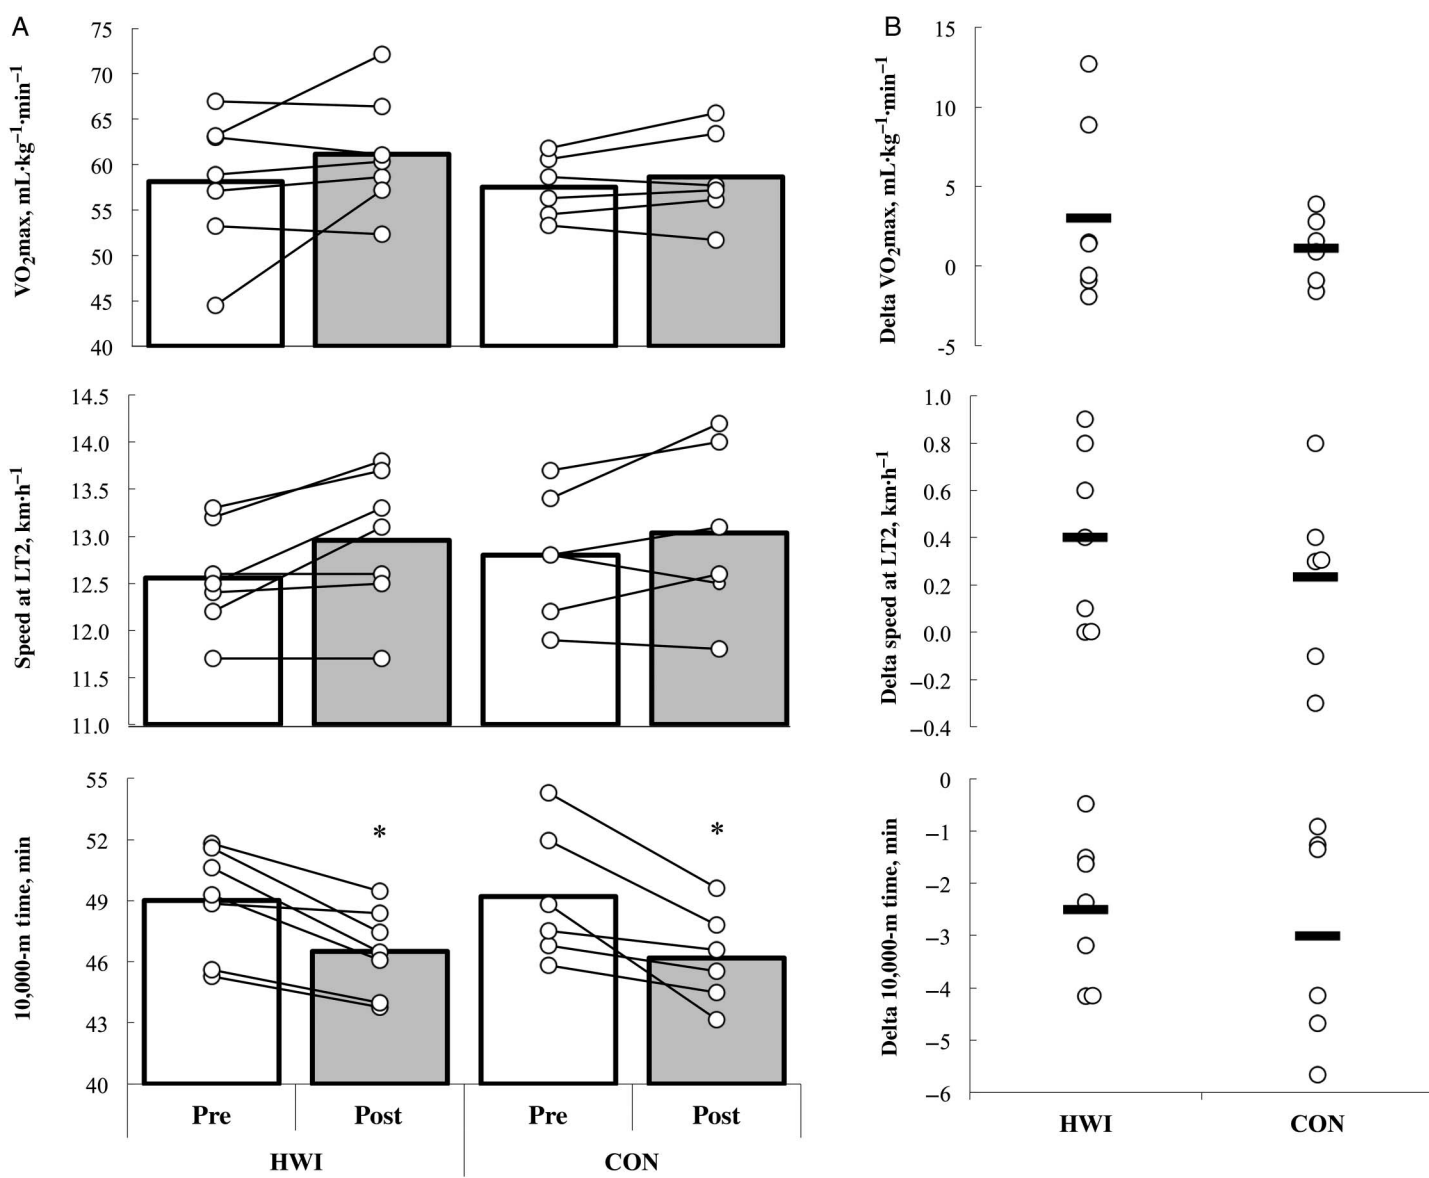 A
VO2max, mL·kg−1·min−1
75
70
65
60
55
50
45
40
Speed at LT2, km·h−1
14.5
14.0
13.5
13.0
12.5
12.0
11.5
11.0
10,000-m time, min
55
52
49
46
43
40
*
*
Pre
Post
Pre
Post
HWI
CON
B
Delta VO2max, mL·kg−1·min−1
15
10
5
0
-5
Delta speed at LT2, km·h−1
1.0
0.8
0.6
0.4
0.2
0.0
−0.2
−0.4
Delta 10,000-m time, min
0
−1
−2
−3
−4
−5
−6
HWI
CON